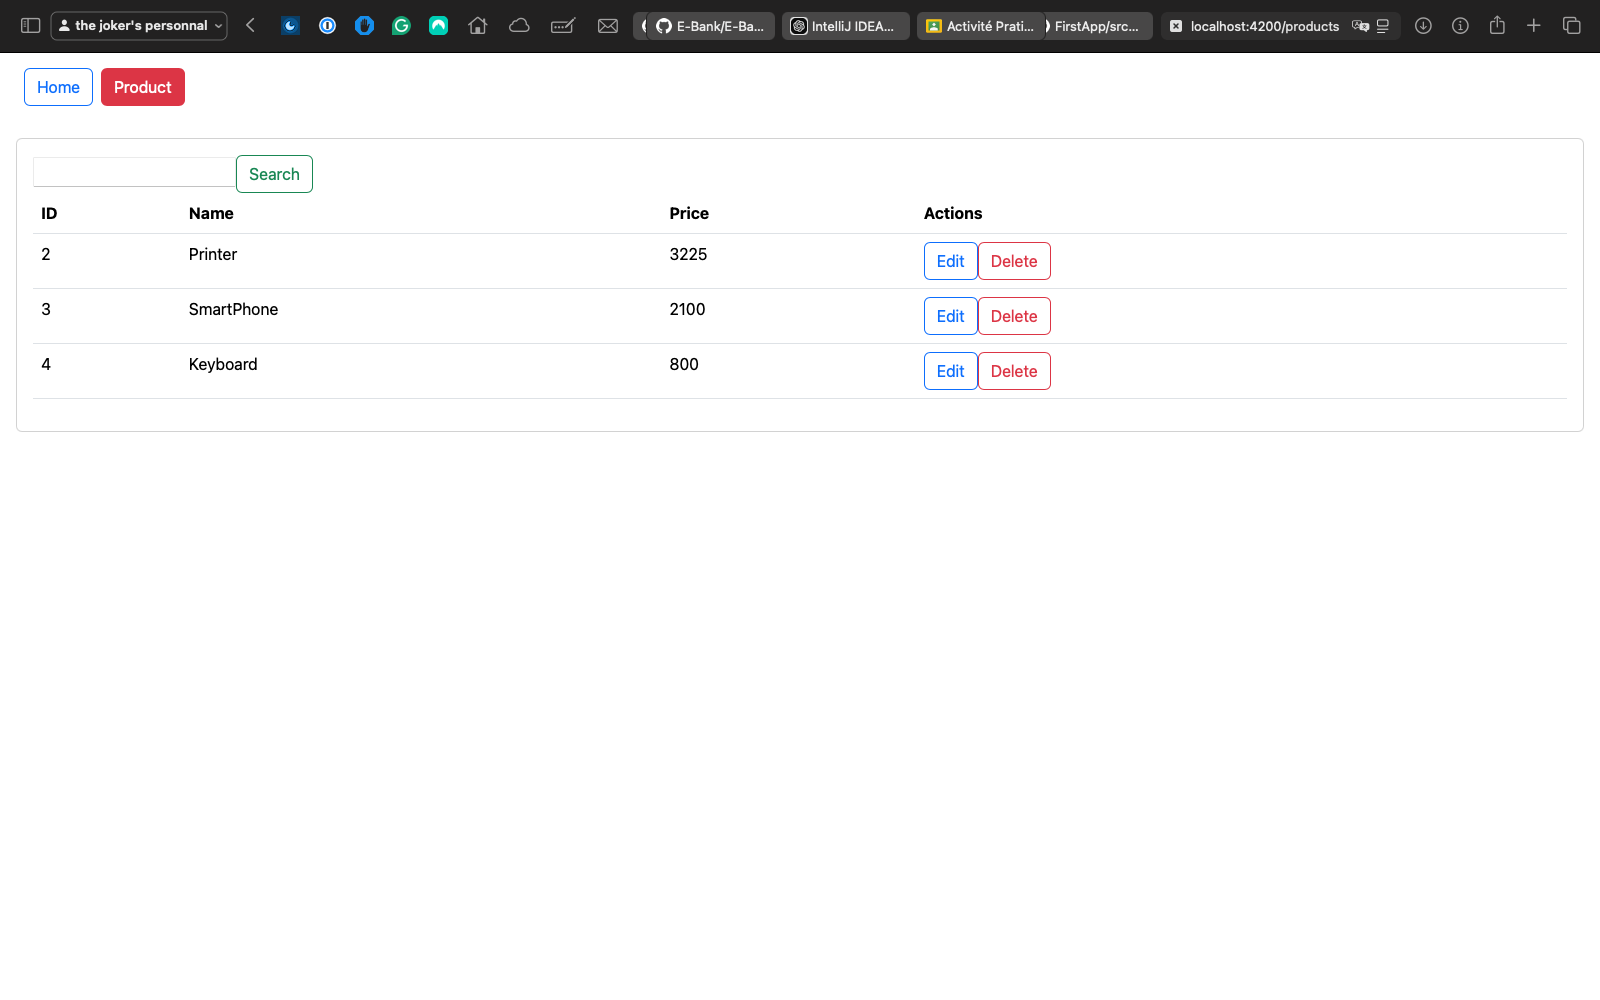 the joker's personnal
E-Bank/E-Ba...
IntelliJ IDEA...
Activité Prati...
FirstApp/src...
localhost:4200/products
Home
Product
Search
ID Name Price Actions
2 Printer 3225 Edit Delete
3 SmartPhone 2100 Edit Delete
4 Keyboard 800 Edit Delete